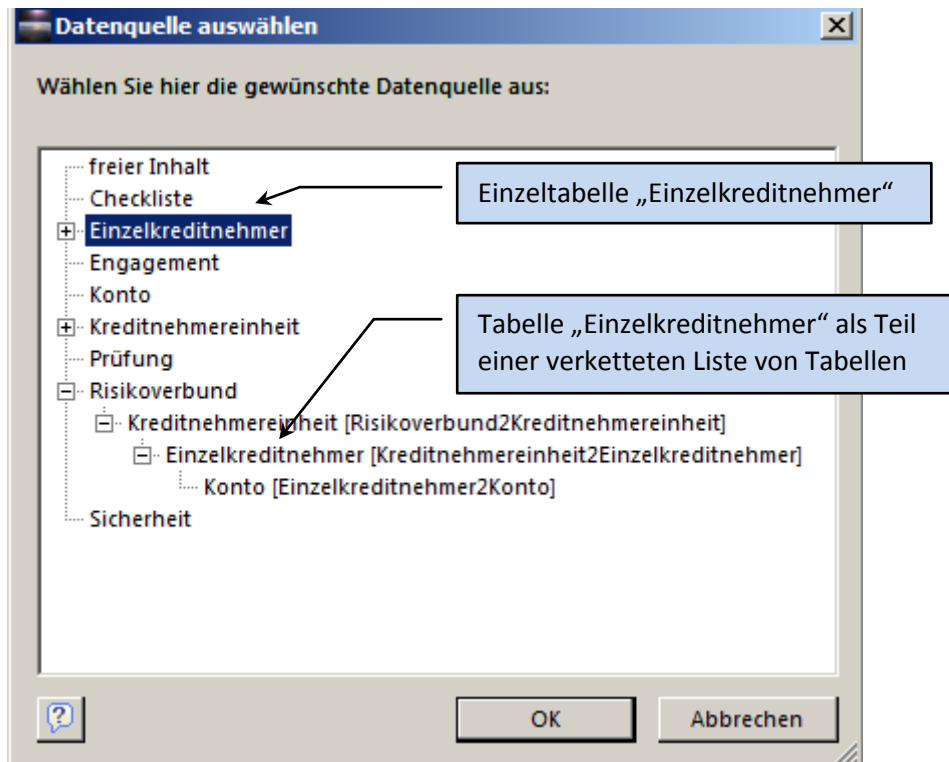 Datenquelle auswählen
Wählen Sie hier die gewünschte Datenquelle aus:
freier Inhalt
Checkliste
Einzeltabelle „Einzelkreditnehmer“
Einzelkreditnehmer
Engagement
Konto
Kreditnehmereinheit
Tabelle „Einzelkreditnehmer“ als Teil
einer verketteten Liste von Tabellen
Prüfung
Risikoverbund
Kreditnehmereinheit [Risikoverbund2Kreditnehmereinheit]
Einzelkreditnehmer [Kreditnehmereinheit2Einzelkreditnehmer]
Konto [Einzelkreditnehmer2Konto]
Sicherheit
?
OK
Abbrechen